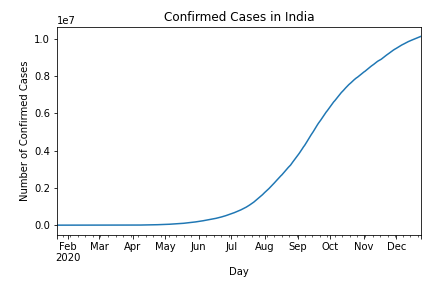 Confirmed Cases in India
1e7
1.0
0.8
0.6
0.4
0.2
0.0
Number of Confirmed Cases
Feb Mar Apr May Jun Jul Aug Sep Oct Nov Dec
2020
Day